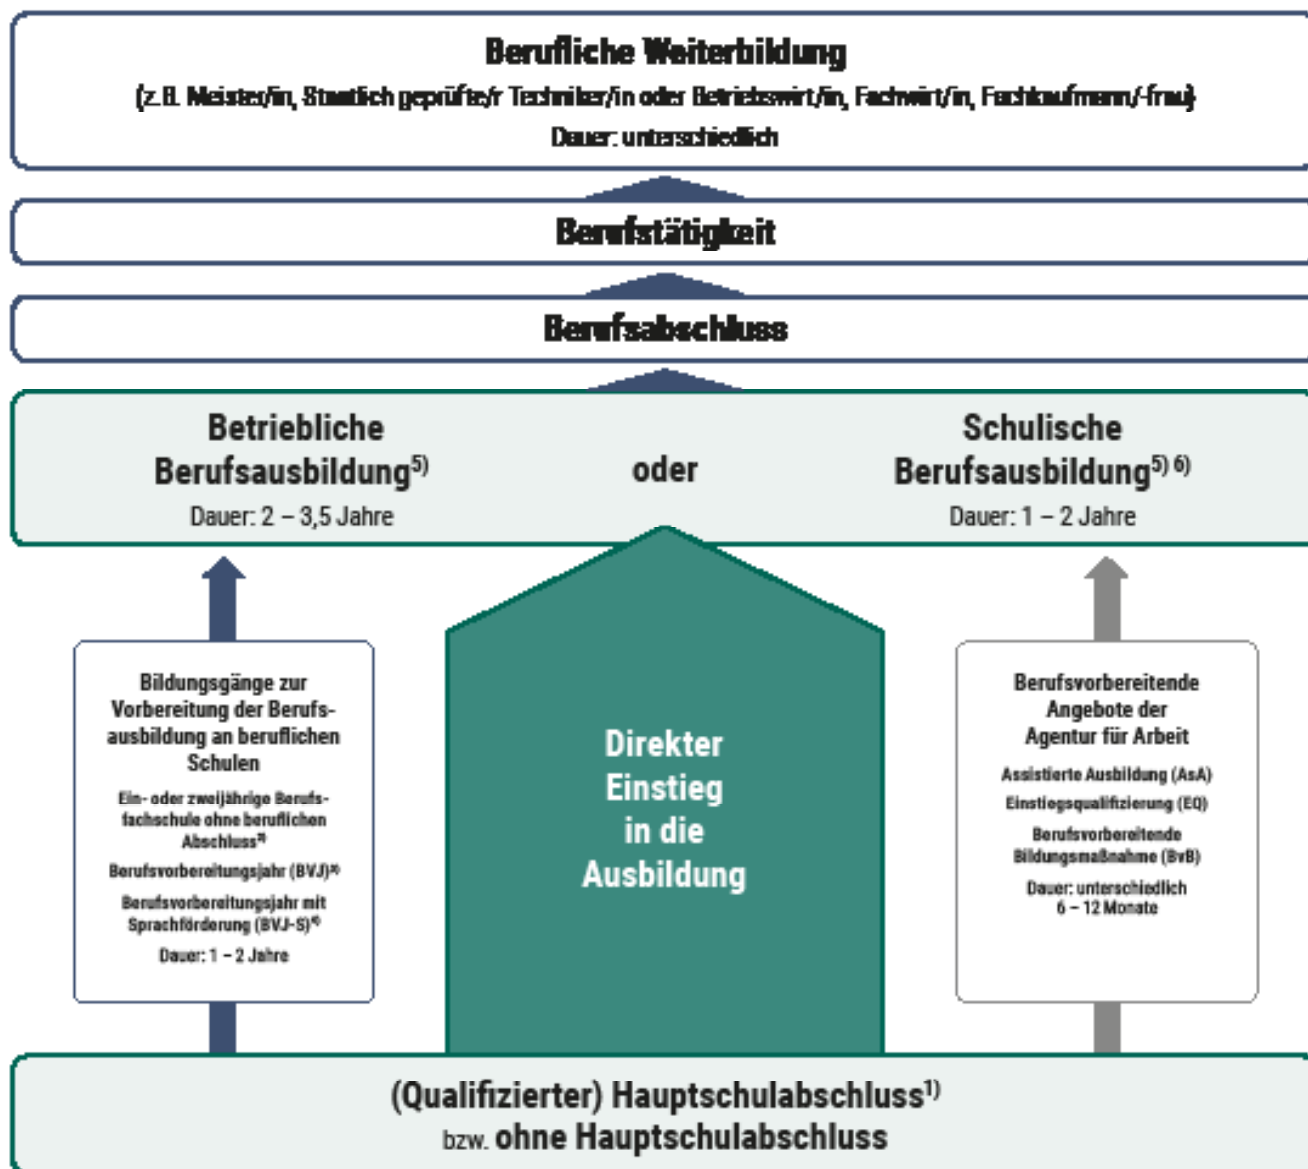 Berufliche Weiterbildung
(z.B. Meister/in, Staatlich geprüfte/r Techniker/in oder Betriebswirt/in, Fachwirt/in, Fachkaufmann/-frau)
Dauer: unterschiedlich
Berufstätigkeit
Berufsabschluss
Betriebliche
Berufsausbildung5)
Dauer: 2 – 3,5 Jahre
oder
Schulische
Berufsausbildung5) 6)
Dauer: 1 – 2 Jahre
Bildungsgänge zur
Vorbereitung der Berufs-
ausbildung an beruflichen
Schulen
Ein- oder zweijährige Berufs-
fachschule ohne beruflichen
Abschluss
Berufsvorbereitungsjahr (BVJ)
Berufsvorbereitungsjahr mit
Sprachförderung (BVJ-S)
Dauer: 1 – 2 Jahre
Direkter
Einstieg
in die
Ausbildung
Berufsvorbereitende
Angebote der
Agentur für Arbeit
Assistierte Ausbildung (AsA)
Einstiegsqualifizierung (EQ)
Berufsvorbereitende
Bildungsmaßnahme (BvB)
Dauer: unterschiedlich
6 – 12 Monate
(Qualifizierter) Hauptschulabschluss1)
bzw. ohne Hauptschulabschluss